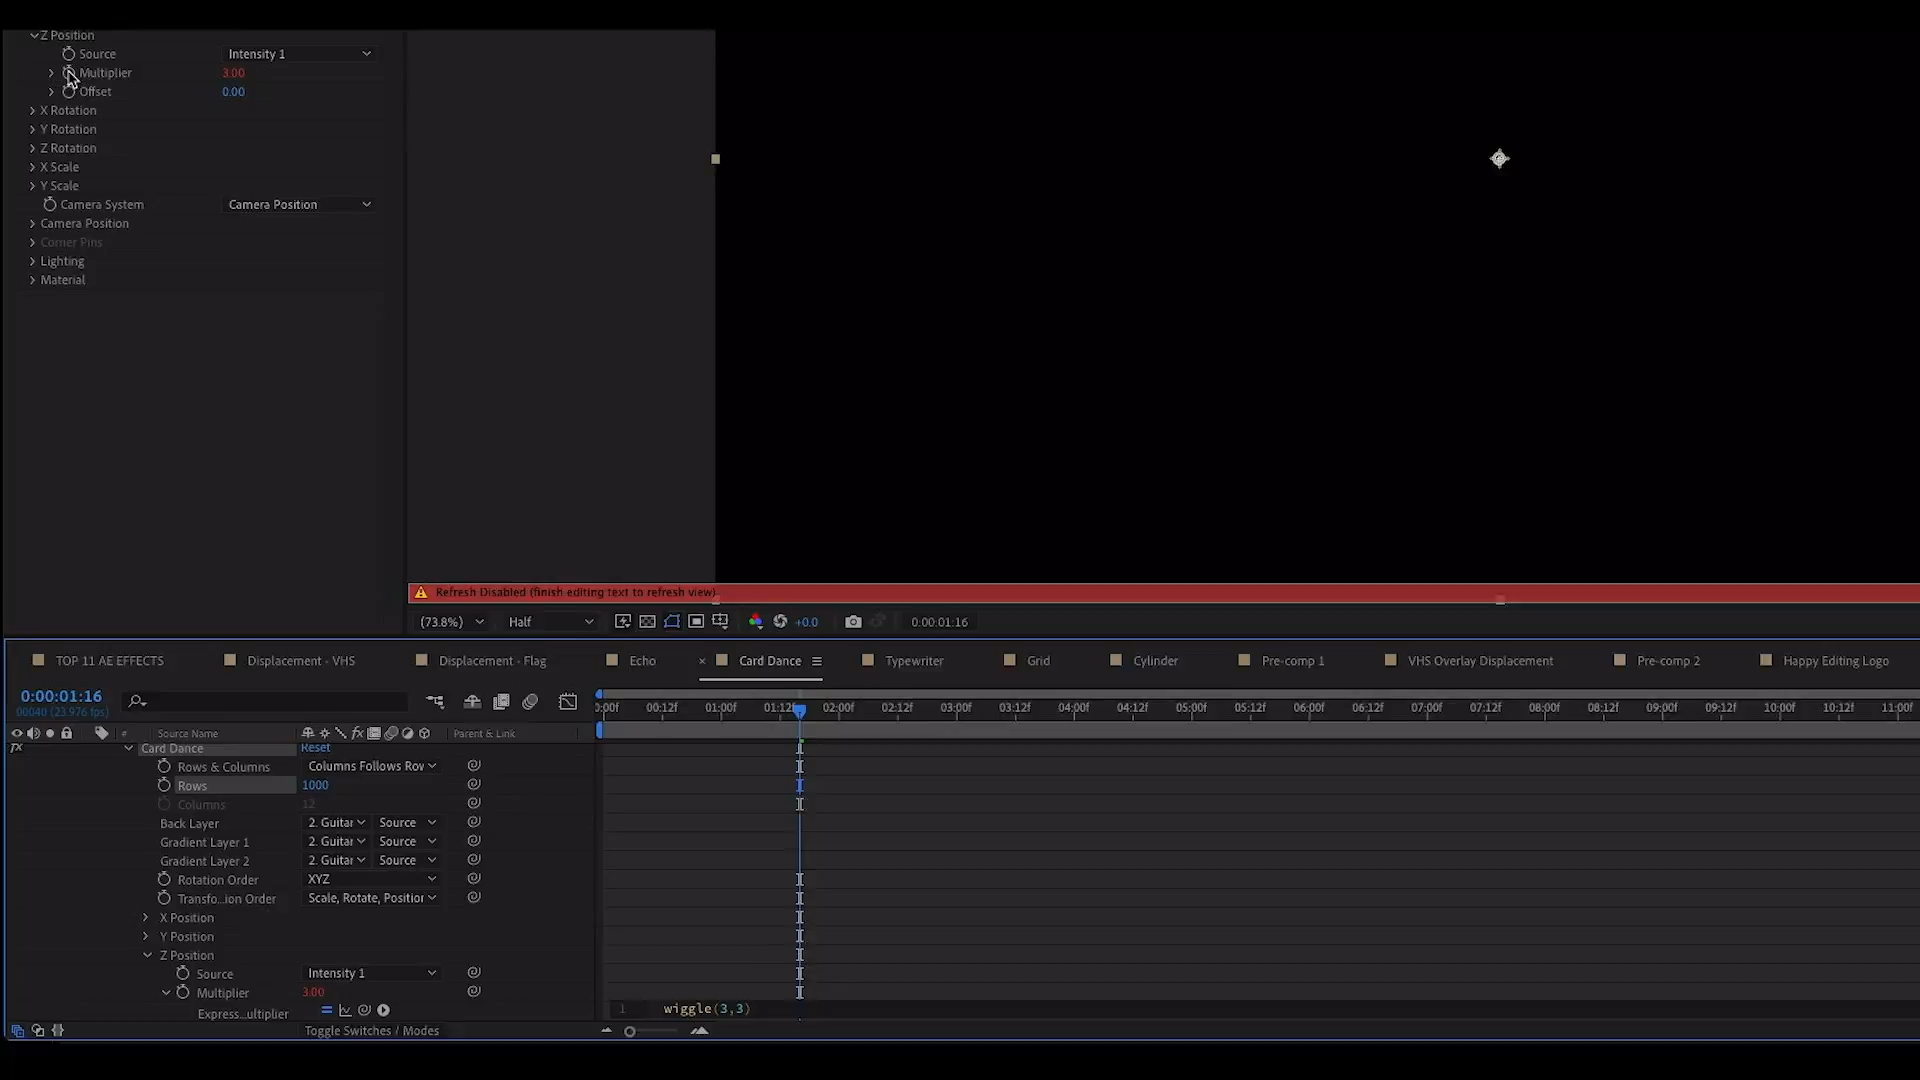 Z Position
Source Intensity 1
Multiplier 3.00
Offset 0.00
X Rotation
Y Rotation
Z Rotation
X Scale
Y Scale
Camera System Camera Position
Camera Position
Corner Pins
Lighting
Material
Refresh Disabled (finish editing text to refresh view)
(73.8%) Half +0.0 0:00:01:16
TOP 11 AE EFFECTS Displacement - VHS Displacement - Flag Echo × Card Dance Typewriter Grid Cylinder Pre-comp 1 VHS Overlay Displacement Pre-comp 2 Happy Editing Logo
0:00:01:16
00040 (23.976 fps)
0:00f 00:12f 01:00f 01:12f 02:00f 02:12f 03:00f 03:12f 04:00f 04:12f 05:00f 05:12f 06:00f 06:12f 07:00f 07:12f 08:00f 08:12f 09:00f 09:12f 10:00f 10:12f 11:00f
# Source Name fx Parent & Link
fx Card Dance Reset
Rows & Columns Columns Follows Rov
Rows 1000
Columns 12
Back Layer 2. Guitar Source
Gradient Layer 1 2. Guitar Source
Gradient Layer 2 2. Guitar Source
Rotation Order XYZ
Transfo...ion Order Scale, Rotate, Position
X Position
Y Position
Z Position
Source Intensity 1
Multiplier 3.00
Express...ultiplier 1 wiggle(3,3)
Toggle Switches / Modes